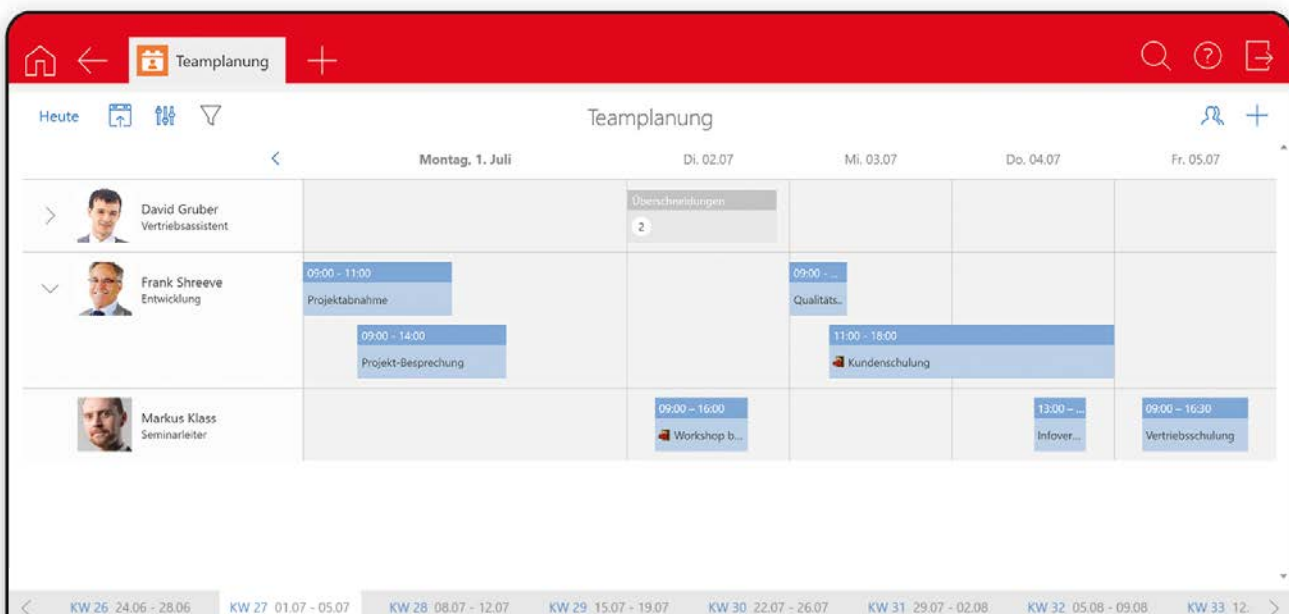 Teamplanung
Heute
Teamplanung
Montag, 1. Juli
Di. 02.07
Mi. 03.07
Do. 04.07
Fr. 05.07
David Gruber
Vertriebsassistent
Überschneidungen
2
Frank Shreeve
Entwicklung
09:00 - 11:00
Projektabnahme
09:00 - ...
Qualitäts..
09:00 - 14:00
Projekt-Besprechung
11:00 - 18:00
Kundenschulung
Markus Klass
Seminarleiter
09:00 – 16:00
Workshop b...
13:00 – ...
Infover...
09:00 – 16:30
Vertriebsschulung
KW 26 24.06 - 28.06
KW 27 01.07 - 05.07
KW 28 08.07 - 12.07
KW 29 15.07 - 19.07
KW 30 22.07 - 26.07
KW 31 29.07 - 02.08
KW 32 05.08 - 09.08
KW 33 12.